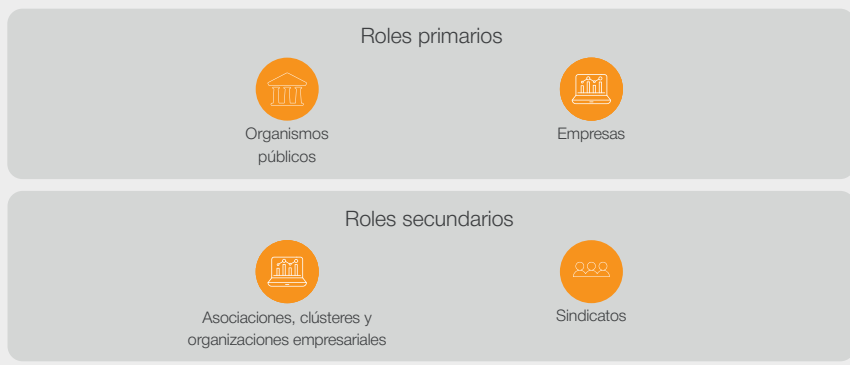 Roles primarios
Organismos
públicos
Empresas
Roles secundarios
Asociaciones, clústeres y
organizaciones empresariales
Sindicatos